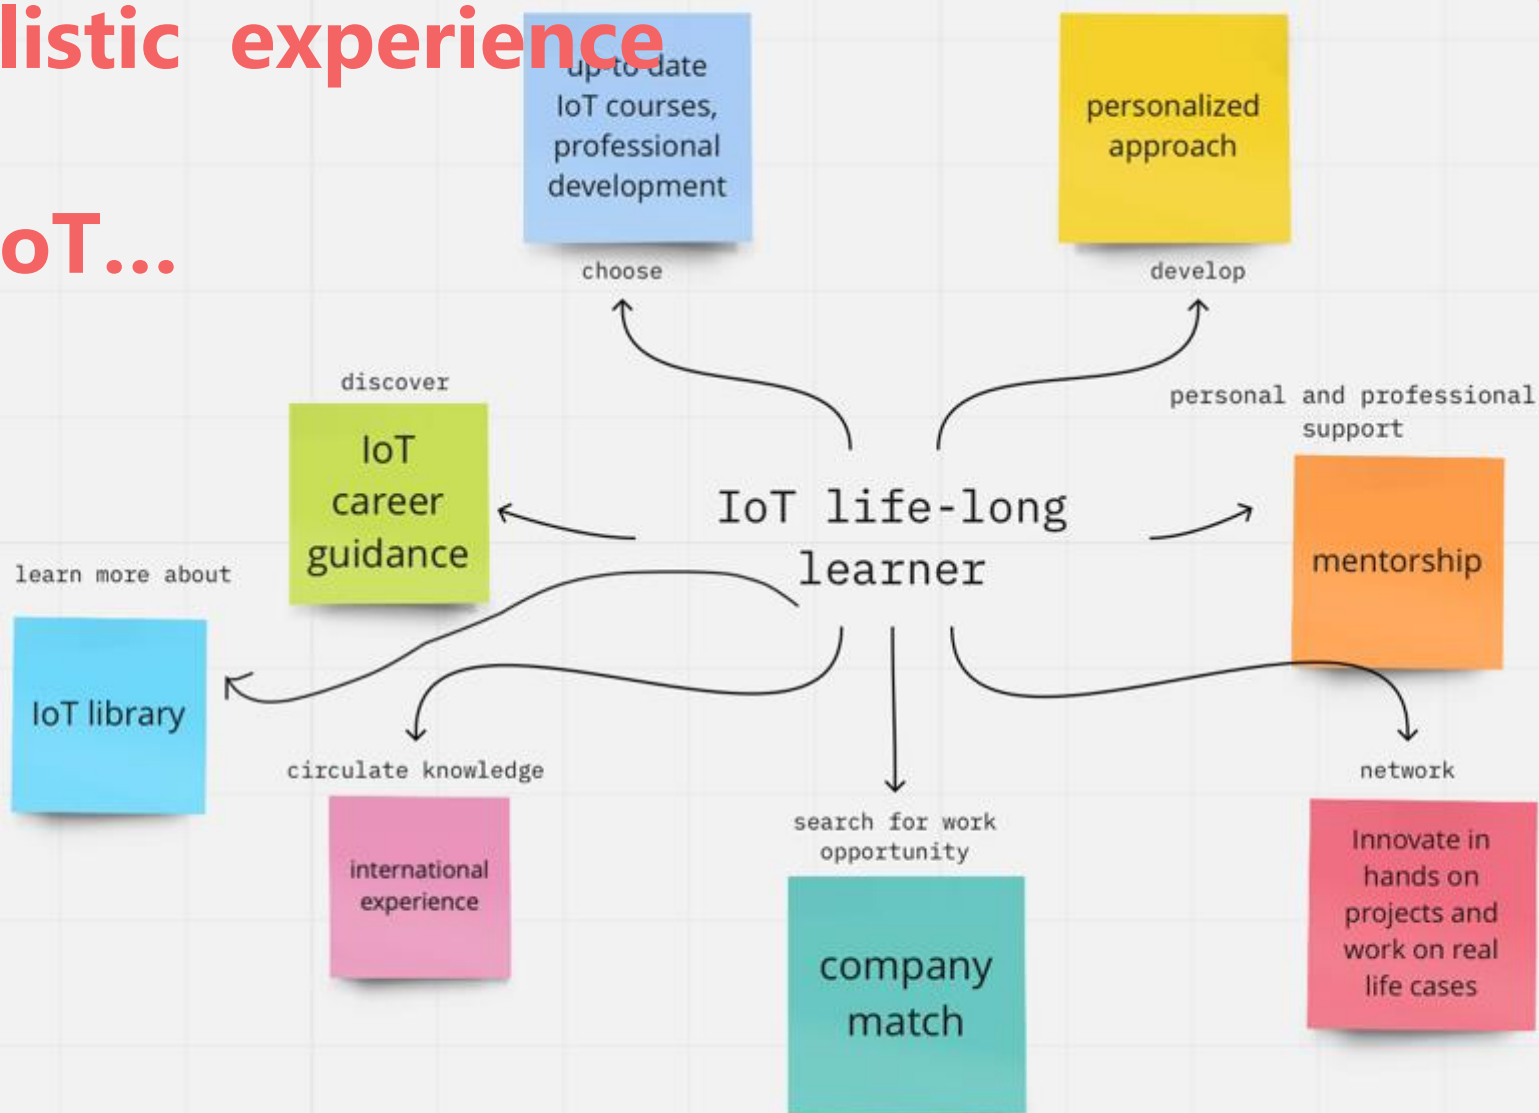 listic experience
oT...
up to date
IoT courses,
professional
development
choose
personalized
approach
develop
discover
IoT
career
guidance
personal and professional
support
mentorship
IoT life-long
learner
learn more about
IoT library
circulate knowledge
international
experience
search for work
opportunity
company
match
network
Innovate in
hands on
projects and
work on real
life cases